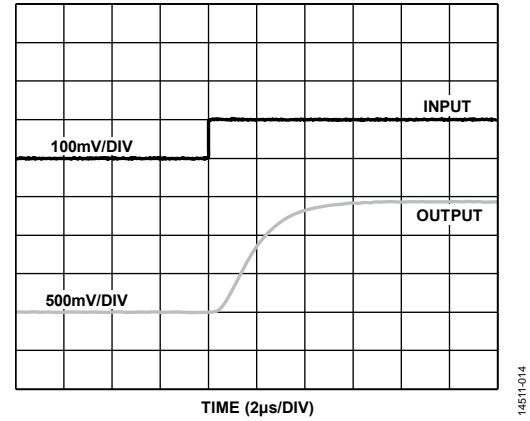 INPUT
100mV/DIV
OUTPUT
500mV/DIV
TIME (2µs/DIV)
14511-014